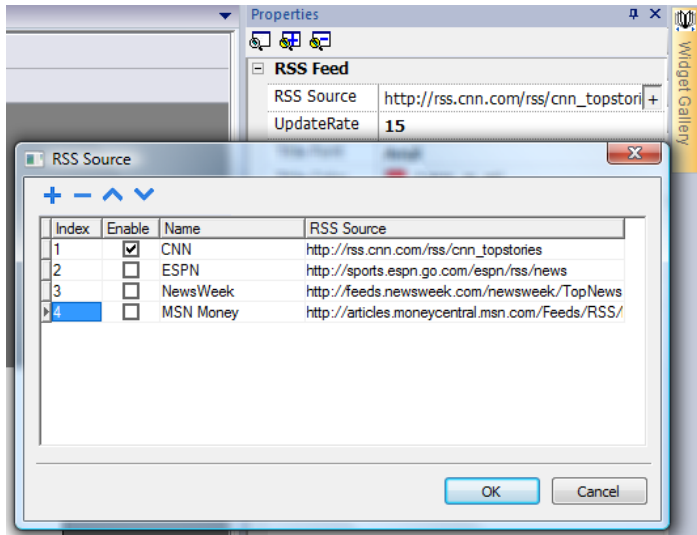 Properties
RSS Feed
RSS Source http://rss.cnn.com/rss/cnn_topstori +
UpdateRate 15
Widget Gallery
RSS Source
Index Enable Name RSS Source
1 CNN http://rss.cnn.com/rss/cnn_topstories
2 ESPN http://sports.espn.go.com/espn/rss/news
3 NewsWeek http://feeds.newsweek.com/newsweek/TopNews
4 MSN Money http://articles.moneycentral.msn.com/Feeds/RSS/
OK Cancel